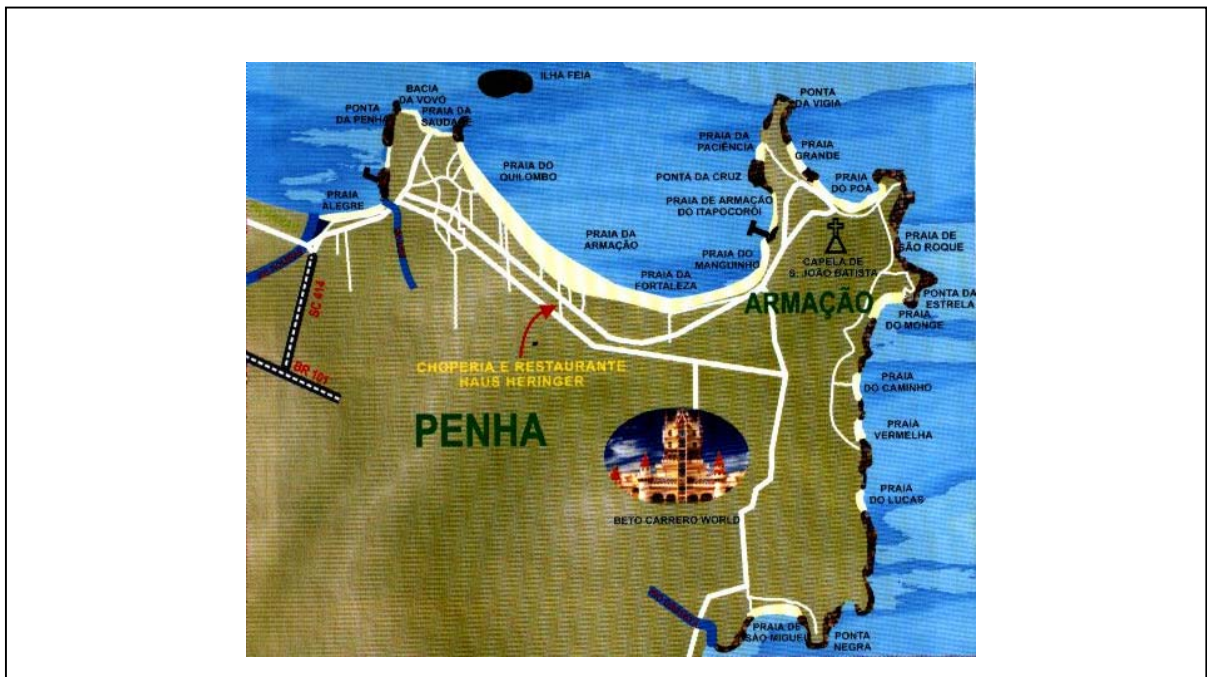 ILHA FEIA
BACIA
DA VOVÓ
PONTA
DA PENHA
PRAIA DA
SAUDADE
PRAIA
ALEGRE
PRAIA DO
QUILOMBO
PRAIA DA
ARMAÇÃO
PONTA
DA VIGIA
PRAIA DA
PACIÊNCIA
PRAIA
GRANDE
PONTA DA CRUZ
PRAIA
DO POÁ
PRAIA DE ARMAÇÃO
DO ITAPOCORÓI
PRAIA DO
MANGUINHO
PRAIA DA
FORTALEZA
CAPELA DE
S. JOÃO BATISTA
PRAIA DE
SÃO ROQUE
ARMAÇÃO
PONTA DA
ESTRELA
PRAIA
DO MONGE
SC 414
BR 101
CHOPERIA E RESTAURANTE
HAUS HERINGER
PENHA
PRAIA
DO CAMINHO
PRAIA
VERMELHA
PRAIA
DO LUCAS
BETO CARRERO WORLD
PRAIA DE
SÃO MIGUEL
PONTA
NEGRA